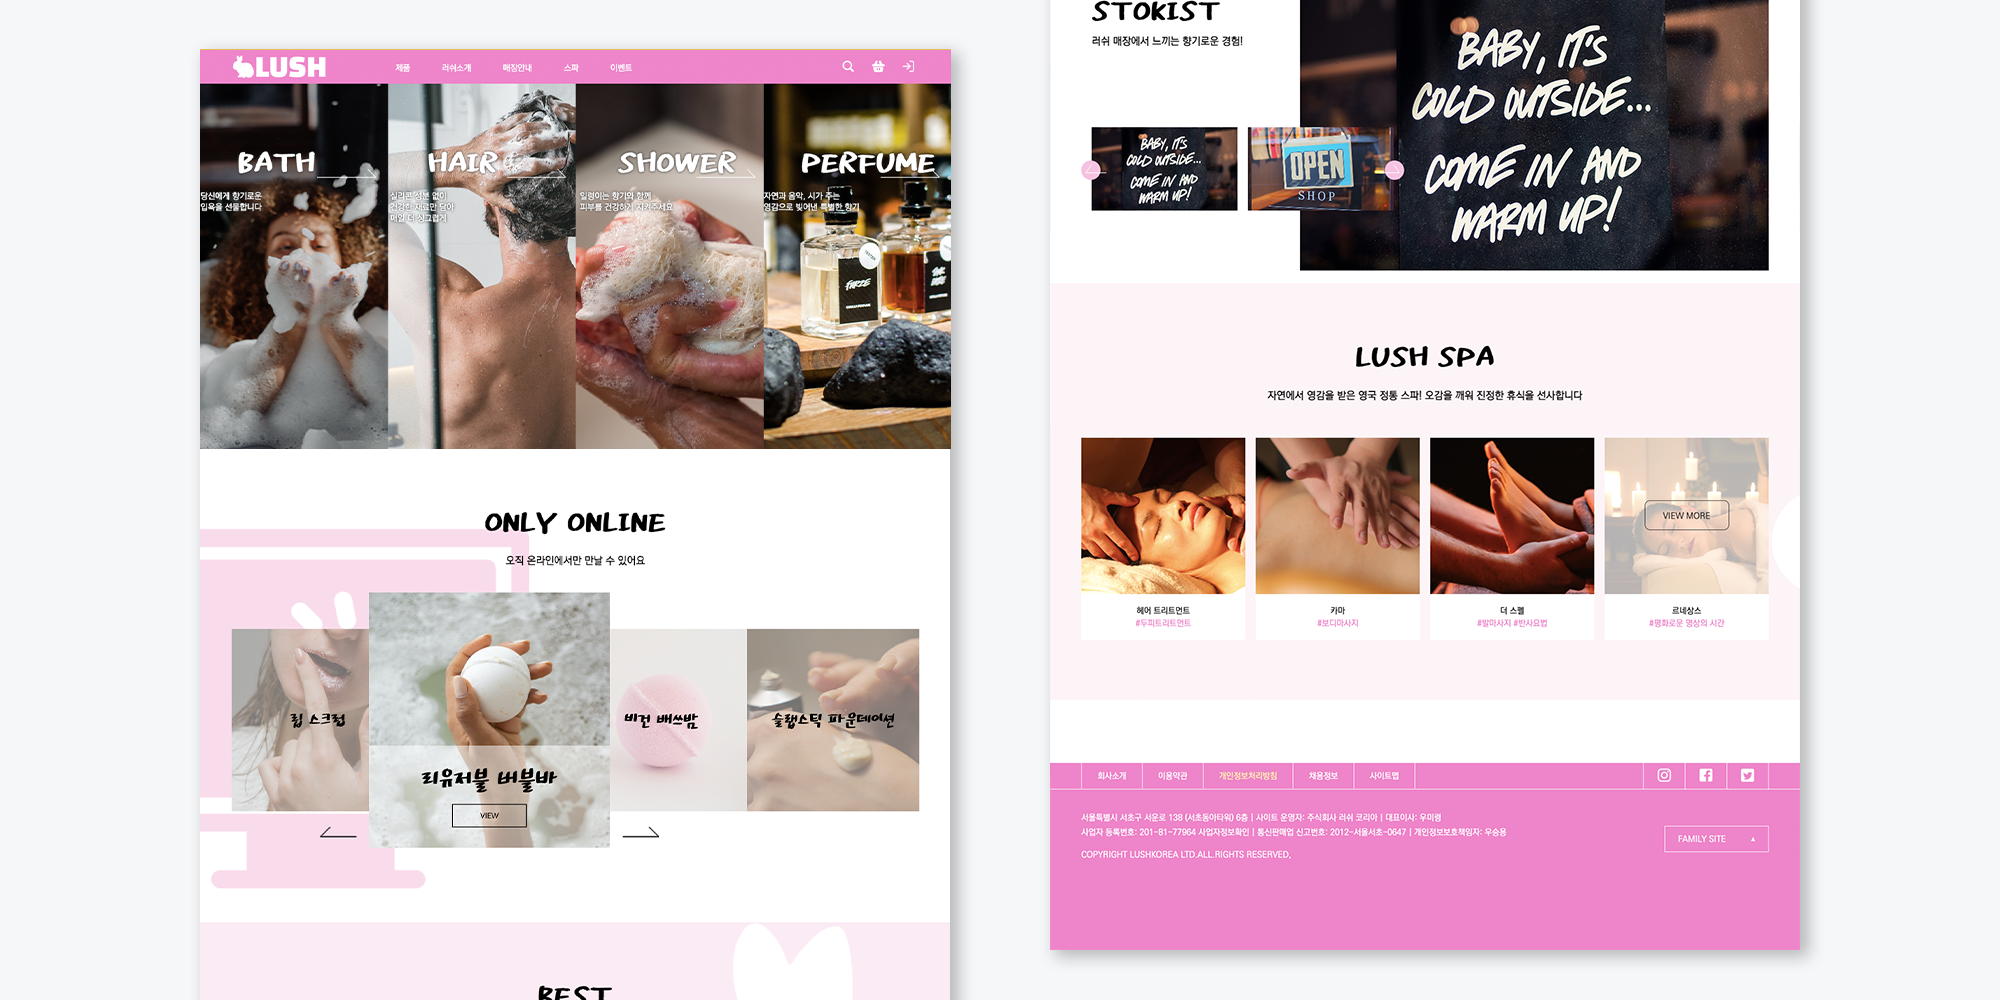 LUSH
제품 러쉬소개 매장안내 스파 이벤트
BATH
당신에게 향기로운
입욕을 선물합니다
HAIR
실리콘 성분 없이
건강한 재료만 담아
매일 더 싱그럽게
SHOWER
일렁이는 향기와 함께
피부를 건강하게 지켜주세요
PERFUME
자연과 음악, 시가 주는
영감으로 빚어낸 특별한 향기
ONLY ONLINE
오직 온라인에서만 만날 수 있어요
립 스크럽
리유저블 버블바
VIEW
비건 배쓰밤
슬랩스틱 파운데이션
BEST
STOKIST
러쉬 매장에서 느끼는 향기로운 경험!
BABY, IT'S
COLD OUTSIDE...
COME IN AND
WARM UP!
OPEN
SHOP
BABY, IT'S
COLD OUTSIDE...
COME IN AND
WARM UP!
LUSH SPA
자연에서 영감을 받은 영국 정통 스파! 오감을 깨워 진정한 휴식을 선사합니다
헤어 트리트먼트
#두피트리트먼트
카마
#보디마사지
더 스펠
#발마사지 #반사요법
VIEW MORE
르네상스
#평화로운 명상의 시간
회사소개 이용약관 개인정보처리방침 채용정보 사이트맵
서울특별시 서초구 서운로 138 (서초동아타워) 6층 | 사이트 운영자: 주식회사 러쉬 코리아 | 대표이사: 우미령
사업자 등록번호: 201-81-77964 사업자정보확인 | 통신판매업 신고번호: 2012-서울서초-0647 | 개인정보보호책임자: 우승용
COPYRIGHT LUSHKOREA LTD.ALL.RIGHTS RESERVED.
FAMILY SITE